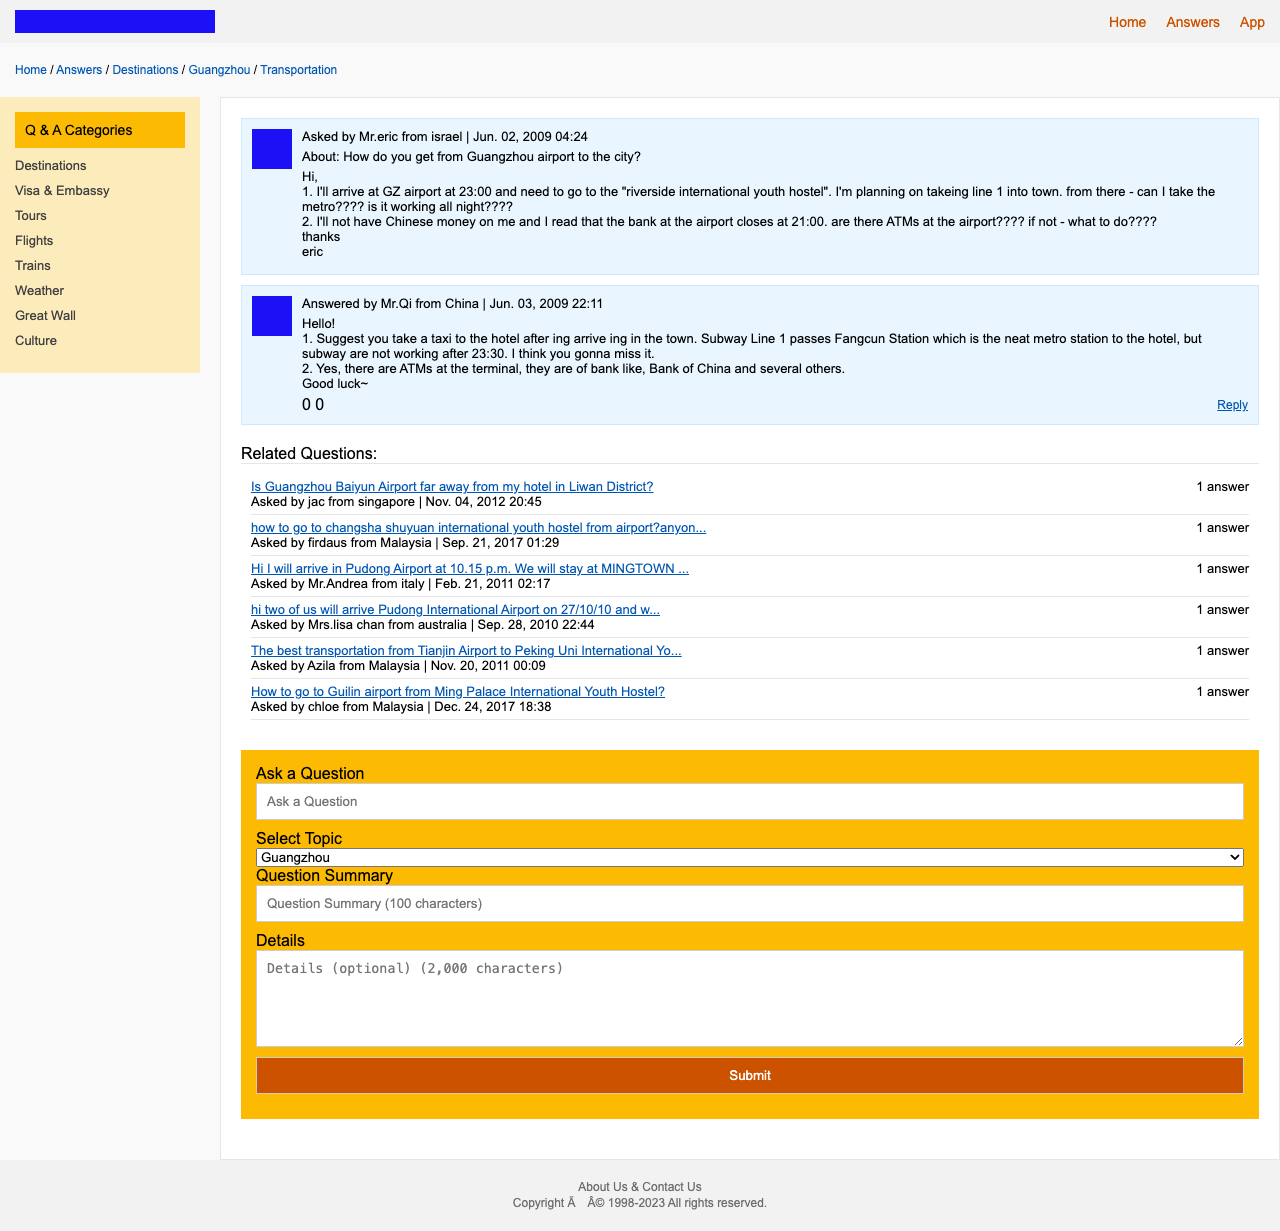 Home Answers App
Home / Answers / Destinations / Guangzhou / Transportation
Q & A Categories
Destinations
Visa & Embassy
Tours
Flights
Trains
Weather
Great Wall
Culture
Asked by Mr.eric from israel | Jun. 02, 2009 04:24
About: How do you get from Guangzhou airport to the city?
Hi,
1. I'll arrive at GZ airport at 23:00 and need to go to the "riverside international youth hostel". I'm planning on takeing line 1 into town. from there - can I take the
metro???? is it working all night????
2. I'll not have Chinese money on me and I read that the bank at the airport closes at 21:00. are there ATMs at the airport???? if not - what to do????
thanks
eric
Answered by Mr.Qi from China | Jun. 03, 2009 22:11
Hello!
1. Suggest you take a taxi to the hotel after ing arrive ing in the town. Subway Line 1 passes Fangcun Station which is the neat metro station to the hotel, but
subway are not working after 23:30. I think you gonna miss it.
2. Yes, there are ATMs at the terminal, they are of bank like, Bank of China and several others.
Good luck~
0 0 Reply
Related Questions:
Is Guangzhou Baiyun Airport far away from my hotel in Liwan District? 1 answer
Asked by jac from singapore | Nov. 04, 2012 20:45
how to go to changsha shuyuan international youth hostel from airport?anyon... 1 answer
Asked by firdaus from Malaysia | Sep. 21, 2017 01:29
Hi I will arrive in Pudong Airport at 10.15 p.m. We will stay at MINGTOWN ... 1 answer
Asked by Mr.Andrea from italy | Feb. 21, 2011 02:17
hi two of us will arrive Pudong International Airport on 27/10/10 and w... 1 answer
Asked by Mrs.lisa chan from australia | Sep. 28, 2010 22:44
The best transportation from Tianjin Airport to Peking Uni International Yo... 1 answer
Asked by Azila from Malaysia | Nov. 20, 2011 00:09
How to go to Guilin airport from Ming Palace International Youth Hostel? 1 answer
Asked by chloe from Malaysia | Dec. 24, 2017 18:38
Ask a Question
Ask a Question
Select Topic
Guangzhou
Question Summary
Question Summary (100 characters)
Details
Details (optional) (2,000 characters)
Submit
About Us & Contact Us
Copyright Ã Â© 1998-2023 All rights reserved.